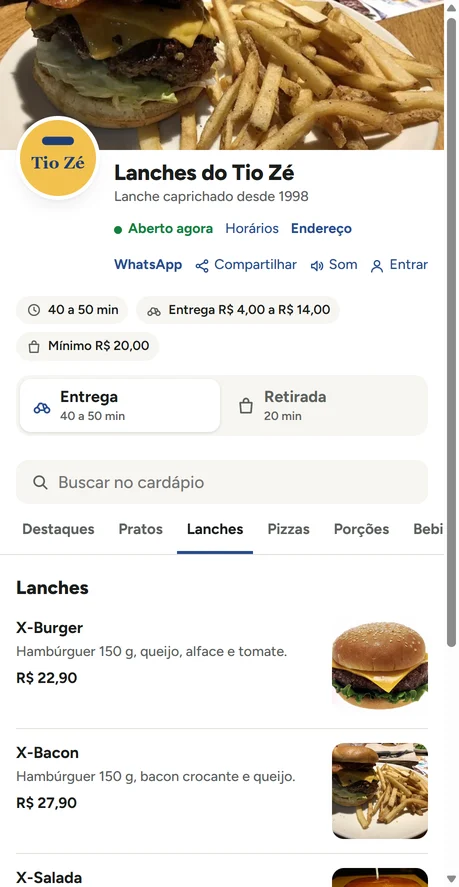 Tio Zé
Lanches do Tio Zé
Lanche caprichado desde 1998
Aberto agora Horários Endereço
WhatsApp Compartilhar Som Entrar
40 a 50 min Entrega R$ 4,00 a R$ 14,00
Mínimo R$ 20,00
Entrega Retirada
40 a 50 min 20 min
Buscar no cardápio
Destaques Pratos Lanches Pizzas Porções Bebi
Lanches
X-Burger
Hambúrguer 150 g, queijo, alface e tomate.
R$ 22,90
X-Bacon
Hambúrguer 150 g, bacon crocante e queijo.
R$ 27,90
X-Salada